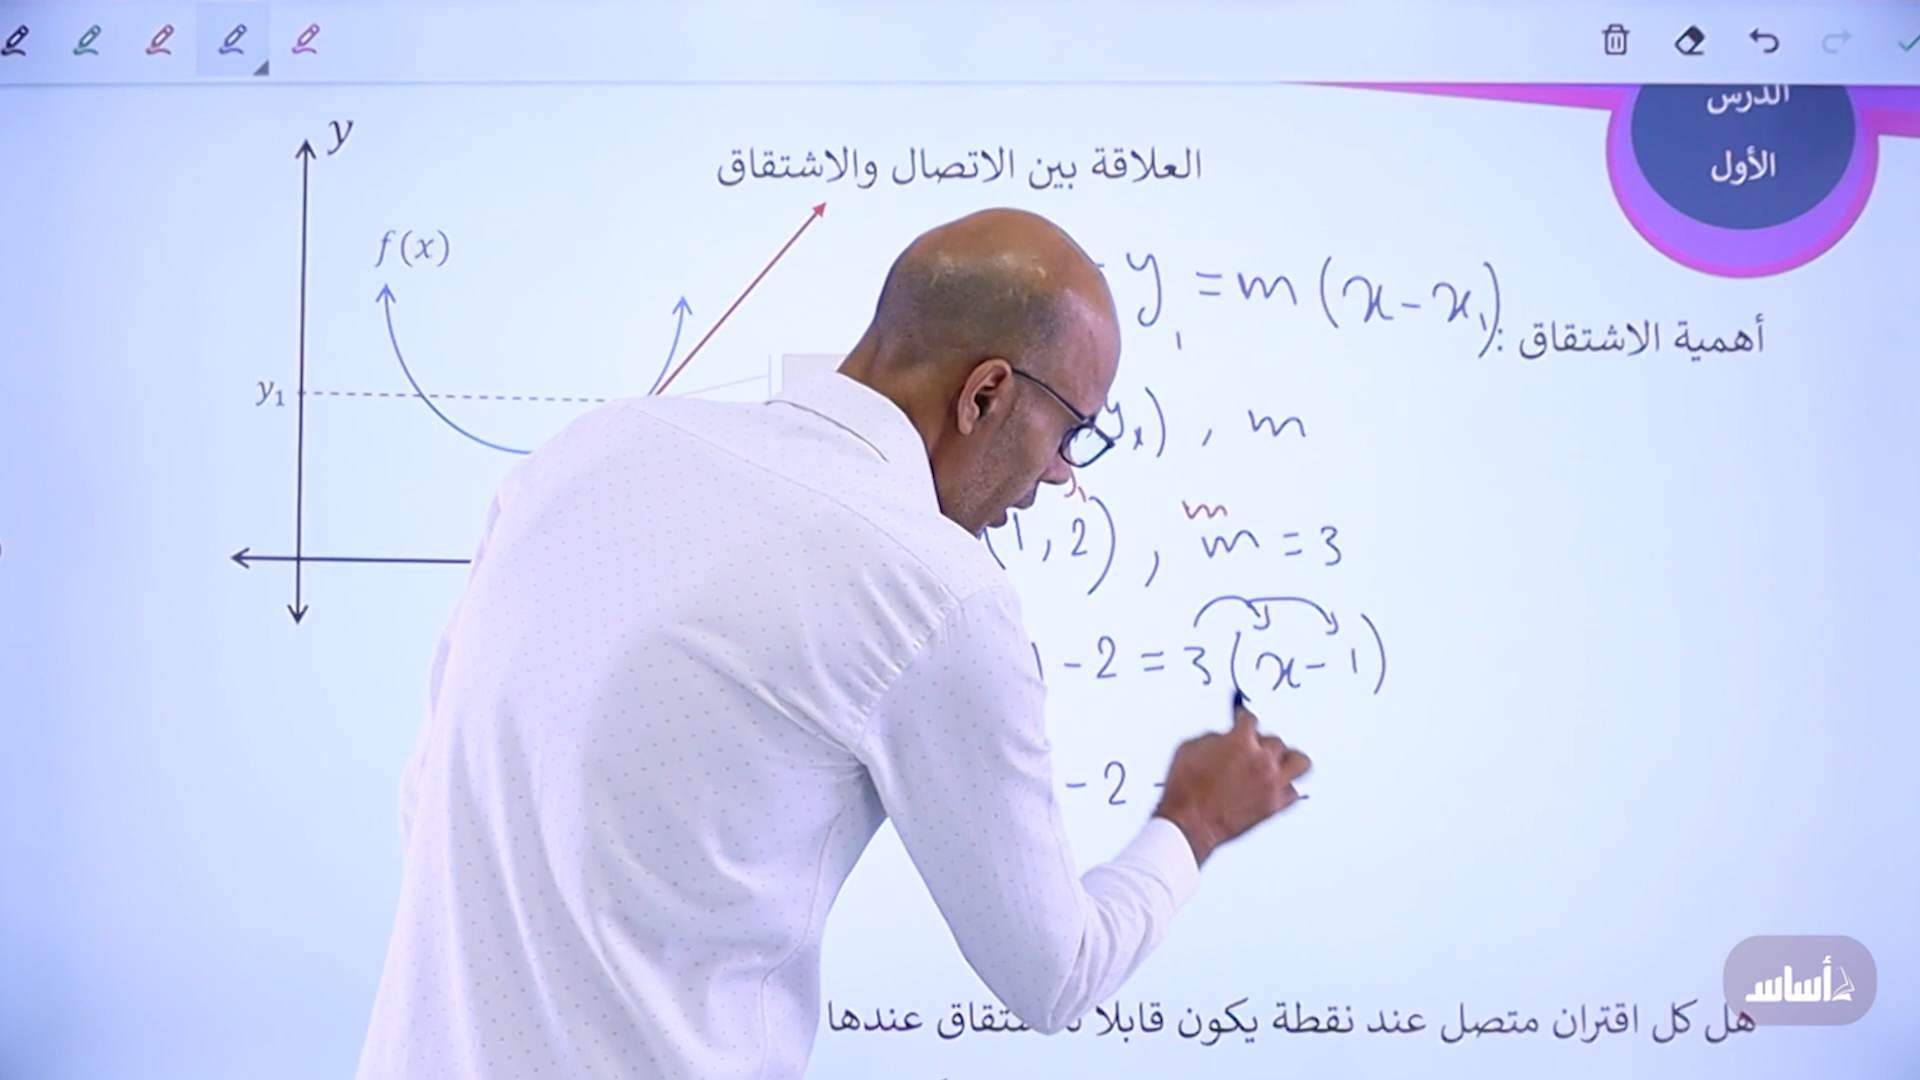 الدرس
الأول
العلاقة بين الاتصال والاشتقاق
y
f(x)
y₁ = m(x - x₁)
أهمية الاشتقاق :
y₁
, m
(1, 2), m = 3
m
- 2 = 3(x - 1)
- 2
هل كل اقتران متصل عند نقطة يكون قابلا عندها
أساس